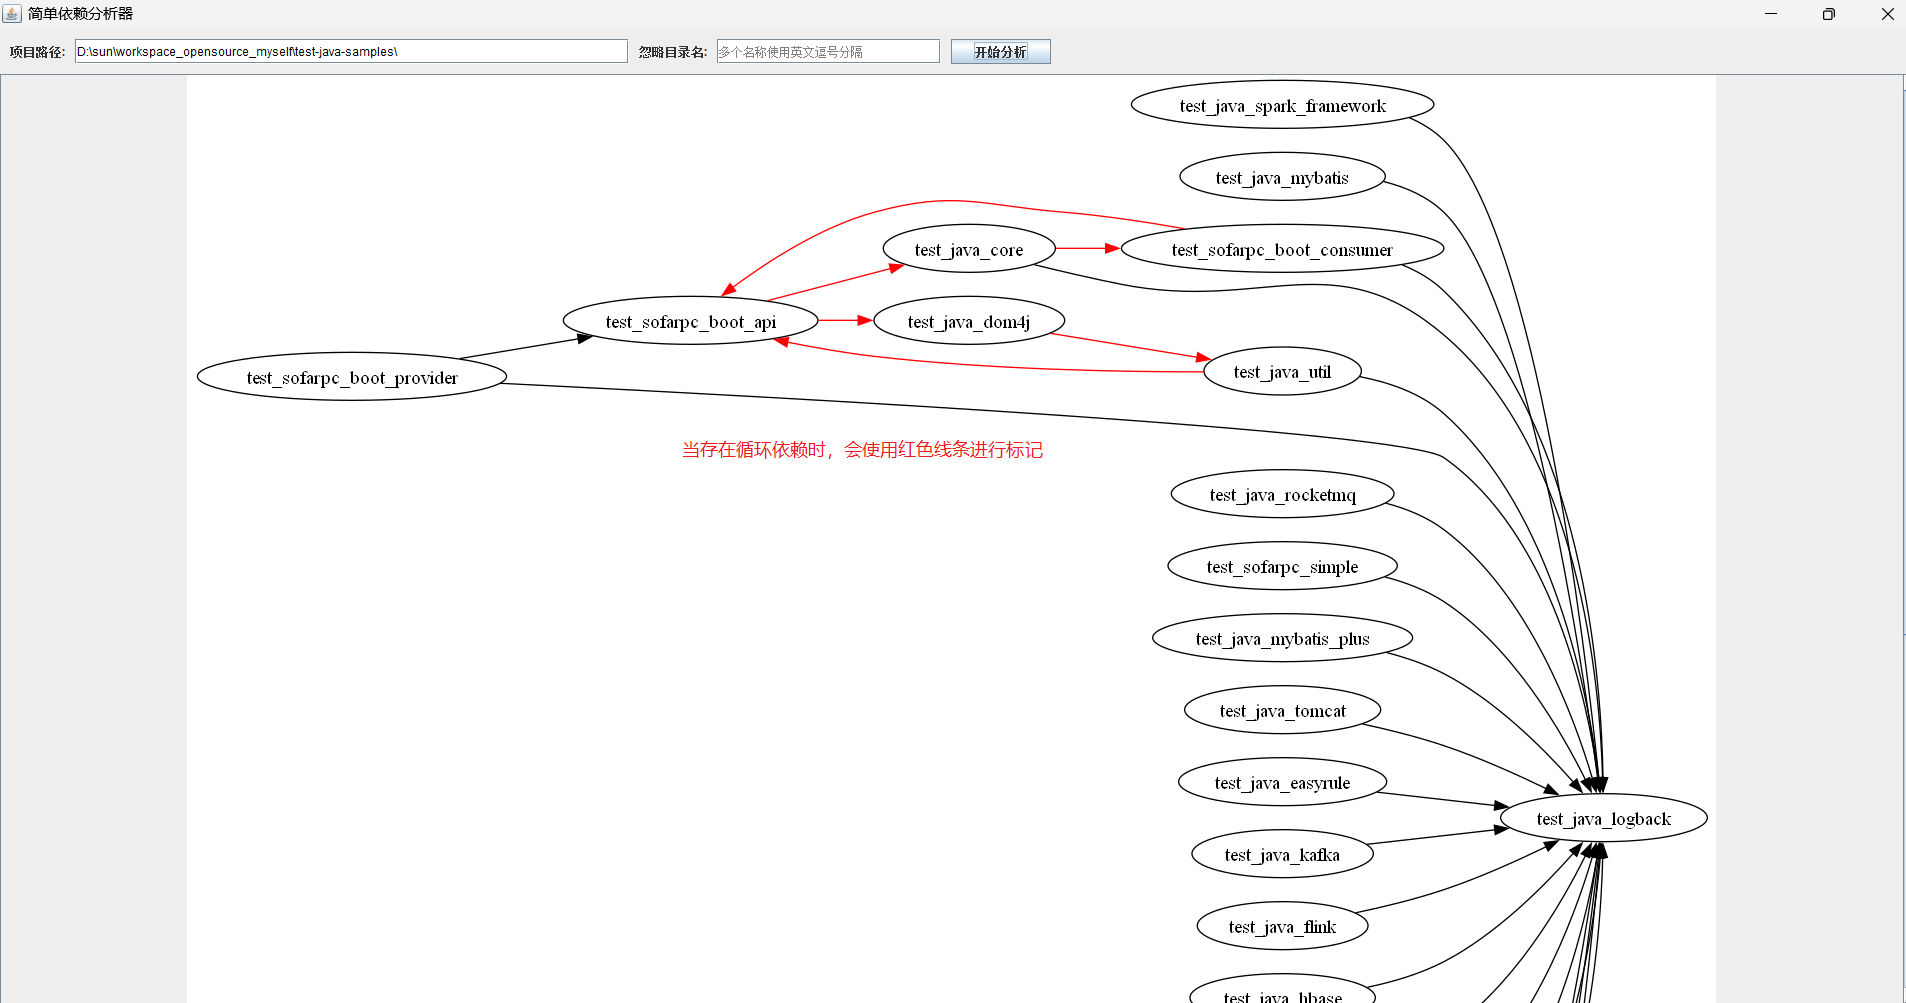 简单依赖分析器
项目路径: D:\sun\workspace_opensource_myself\test-java-samples\ 忽略目录名: 多个名称使用英文逗号分隔 开始分析
test_java_spark_framework
test_java_mybatis
test_java_core
test_sofarpc_boot_consumer
test_sofarpc_boot_api
test_java_dom4j
test_java_util
test_sofarpc_boot_provider
当存在循环依赖时，会使用红色线条进行标记
test_java_rocketmq
test_sofarpc_simple
test_java_mybatis_plus
test_java_tomcat
test_java_easyrule
test_java_logback
test_java_kafka
test_java_flink
test_java_hbase